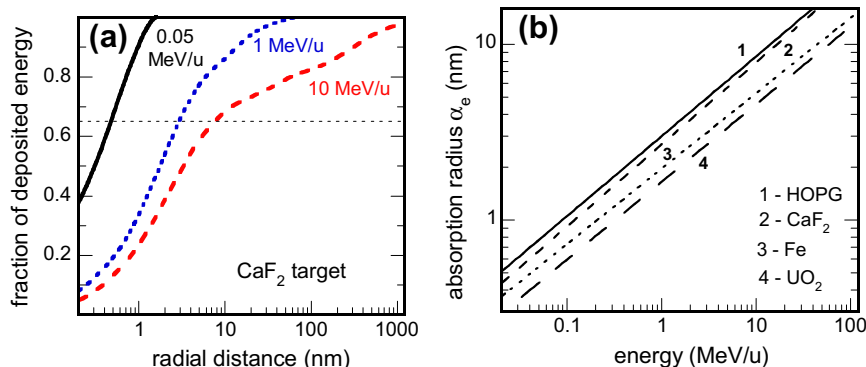 (a)
0.05
MeV/u
1 MeV/u
10 MeV/u
CaF₂ target
fraction of deposited energy
1.0
0.8
0.6
0.4
0.2
1
10
100
1000
radial distance (nm)
(b)
1
2
3
4
1 - HOPG
2 - CaF₂
3 - Fe
4 - UO₂
absorption radius αₑ (nm)
10
1
0.1
1
10
100
energy (MeV/u)